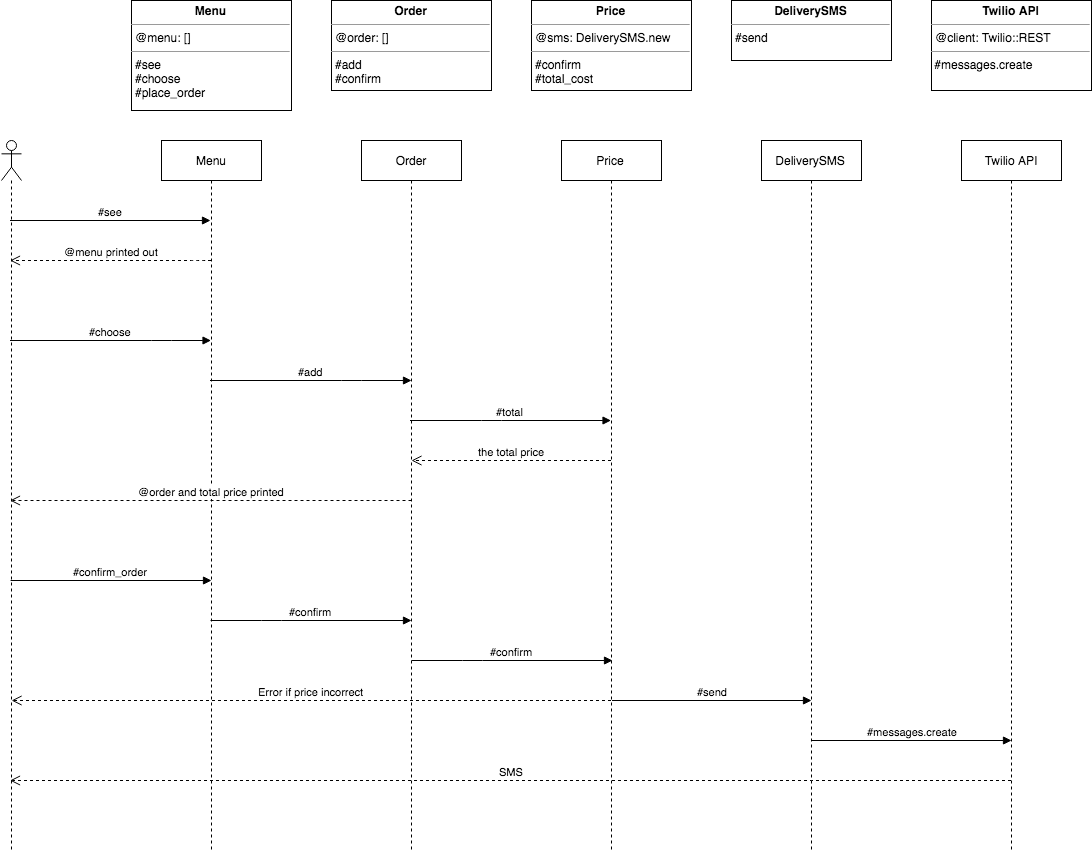 Menu
@menu: []
#see
#choose
#place_order
Order
@order: []
#add
#confirm
Price
@sms: DeliverySMS.new
#confirm
#total_cost
DeliverySMS
#send
Twilio API
@client: Twilio::REST
#messages.create
Menu
Order
Price
DeliverySMS
Twilio API
#see
@menu printed out
#choose
#add
#total
the total price
@order and total price printed
#confirm_order
#confirm
#confirm
Error if price incorrect
#send
#messages.create
SMS